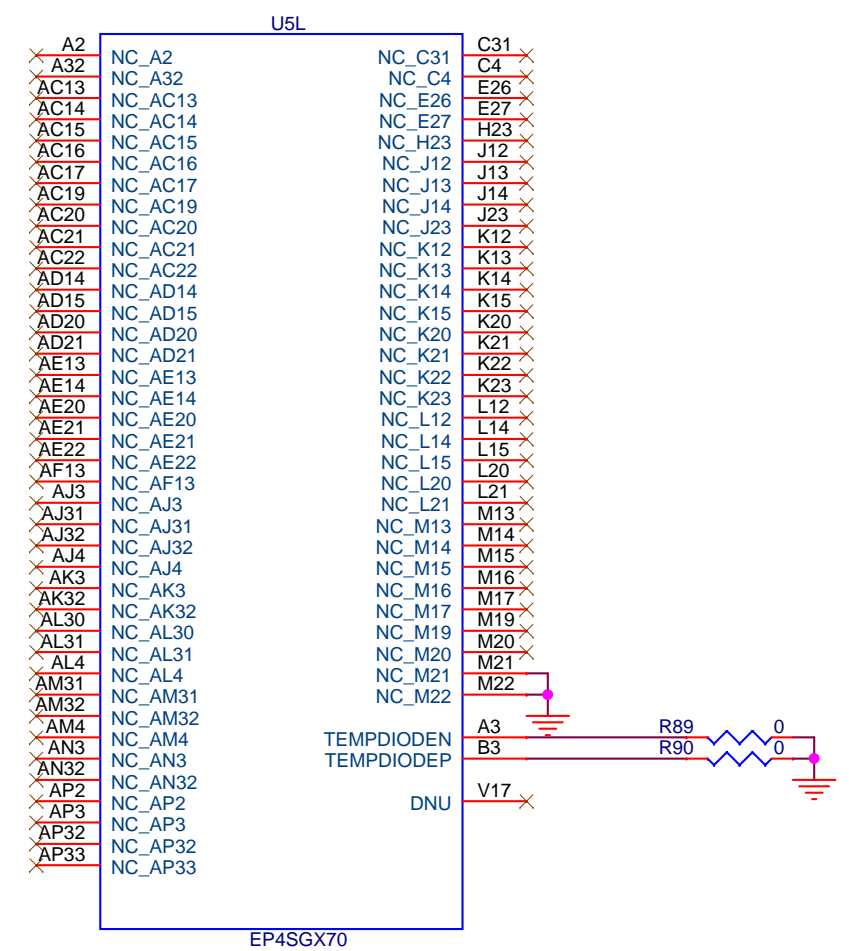 U5L
A2 NC_A2 NC_C31 C31
A32 NC_A32 NC_C4 C4
AC13 NC_AC13 NC_E26 E26
AC14 NC_AC14 NC_E27 E27
AC15 NC_AC15 NC_H23 H23
AC16 NC_AC16 NC_J12 J12
AC17 NC_AC17 NC_J13 J13
AC19 NC_AC19 NC_J14 J14
AC20 NC_AC20 NC_J23 J23
AC21 NC_AC21 NC_K12 K12
AC22 NC_AC22 NC_K13 K13
AD14 NC_AD14 NC_K14 K14
AD15 NC_AD15 NC_K15 K15
AD20 NC_AD20 NC_K20 K20
AD21 NC_AD21 NC_K21 K21
AE13 NC_AE13 NC_K22 K22
AE14 NC_AE14 NC_K23 K23
AE20 NC_AE20 NC_L12 L12
AE21 NC_AE21 NC_L14 L14
AE22 NC_AE22 NC_L15 L15
AF13 NC_AF13 NC_L20 L20
AJ3 NC_AJ3 NC_L21 L21
AJ31 NC_AJ31 NC_M13 M13
AJ32 NC_AJ32 NC_M14 M14
AJ4 NC_AJ4 NC_M15 M15
AK3 NC_AK3 NC_M16 M16
AK32 NC_AK32 NC_M17 M17
AL30 NC_AL30 NC_M19 M19
AL31 NC_AL31 NC_M20 M20
AL4 NC_AL4 NC_M21 M21
AM31 NC_AM31 NC_M22 M22
AM32 NC_AM32
AM4 NC_AM4 TEMPDIODEN A3 R89 0
AN3 NC_AN3 TEMPDIODEP B3 R90 0
AN32 NC_AN32
AP2 NC_AP2 DNU V17
AP3 NC_AP3
AP32 NC_AP32
AP33 NC_AP33
EP4SGX70